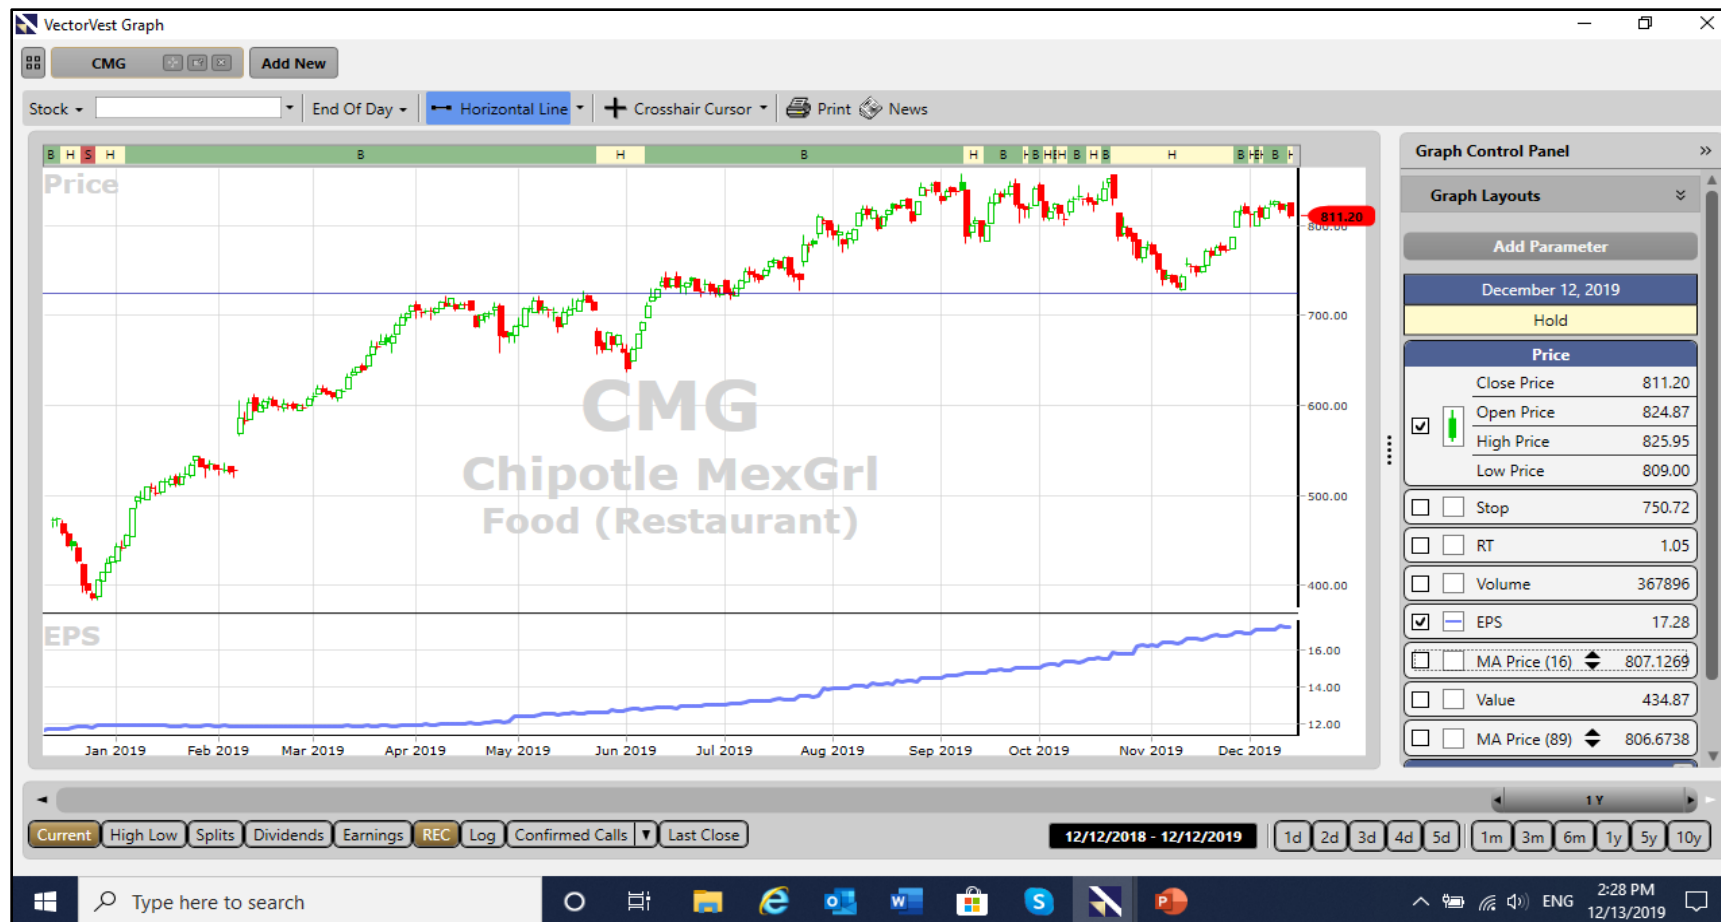 VectorVest Graph
CMG Add New
Stock End Of Day Horizontal Line Crosshair Cursor Print News
B H S H B H B H B H B H H B H B H B H B H
Price
811.20
800.00
700.00
600.00
500.00
400.00
CMG
Chipotle MexGrl
Food (Restaurant)
EPS
16.00
14.00
12.00
Jan 2019 Feb 2019 Mar 2019 Apr 2019 May 2019 Jun 2019 Jul 2019 Aug 2019 Sep 2019 Oct 2019 Nov 2019 Dec 2019
Graph Control Panel »
Graph Layouts
Add Parameter
December 12, 2019
Hold
Price
Close Price 811.20
Open Price 824.87
High Price 825.95
Low Price 809.00
Stop 750.72
RT 1.05
Volume 367896
EPS 17.28
MA Price (16) 807.1269
Value 434.87
MA Price (89) 806.6738
1 Y
Current High Low Splits Dividends Earnings REC Log Confirmed Calls Last Close 12/12/2018 - 12/12/2019 1d 2d 3d 4d 5d 1m 3m 6m 1y 5y 10y
Type here to search ENG 2:28 PM
12/13/2019